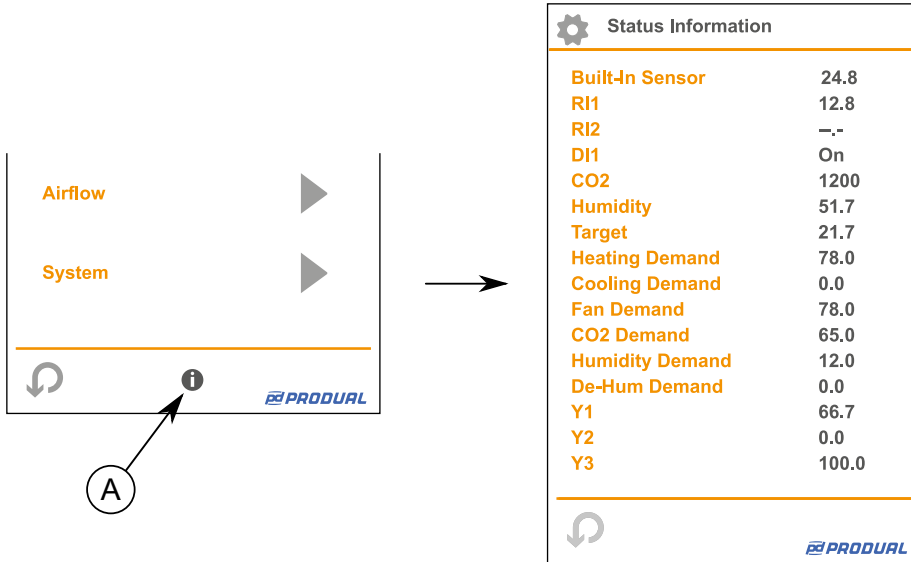 Airflow
System
i
PRODUAL
A
Status Information
Built-In Sensor 24.8
RI1 12.8
RI2 --.-
DI1 On
CO2 1200
Humidity 51.7
Target 21.7
Heating Demand 78.0
Cooling Demand 0.0
Fan Demand 78.0
CO2 Demand 65.0
Humidity Demand 12.0
De-Hum Demand 0.0
Y1 66.7
Y2 0.0
Y3 100.0
PRODUAL